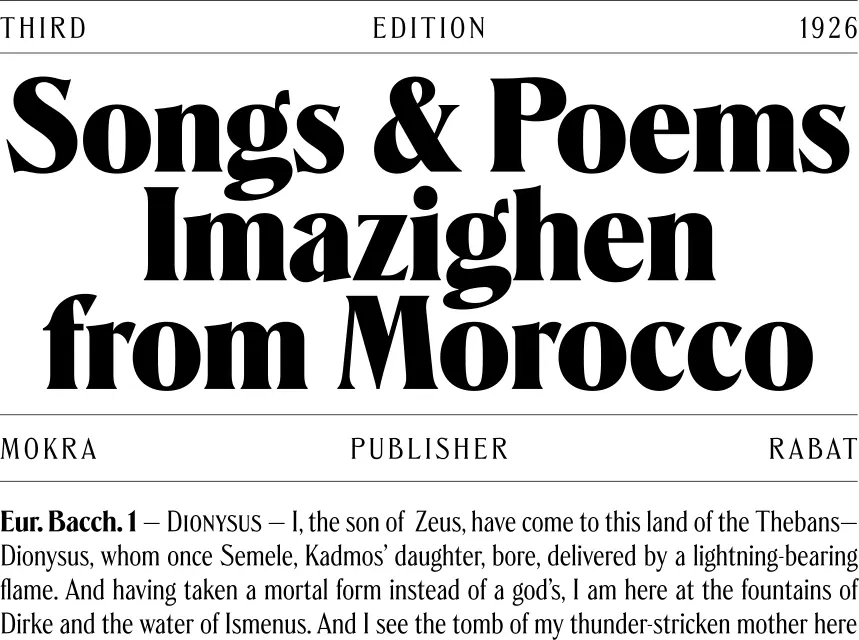 THIRD EDITION 1926
Songs & Poems
Imazighen
from Morocco
MOKRA PUBLISHER RABAT
Eur. Bacch. 1 – Dionysus – I, the son of Zeus, have come to this land of the Thebans—
Dionysus, whom once Semele, Kadmos’ daughter, bore, delivered by a lightning-bearing
flame. And having taken a mortal form instead of a god’s, I am here at the fountains of
Dirke and the water of Ismenus. And I see the tomb of my thunder-stricken mother here